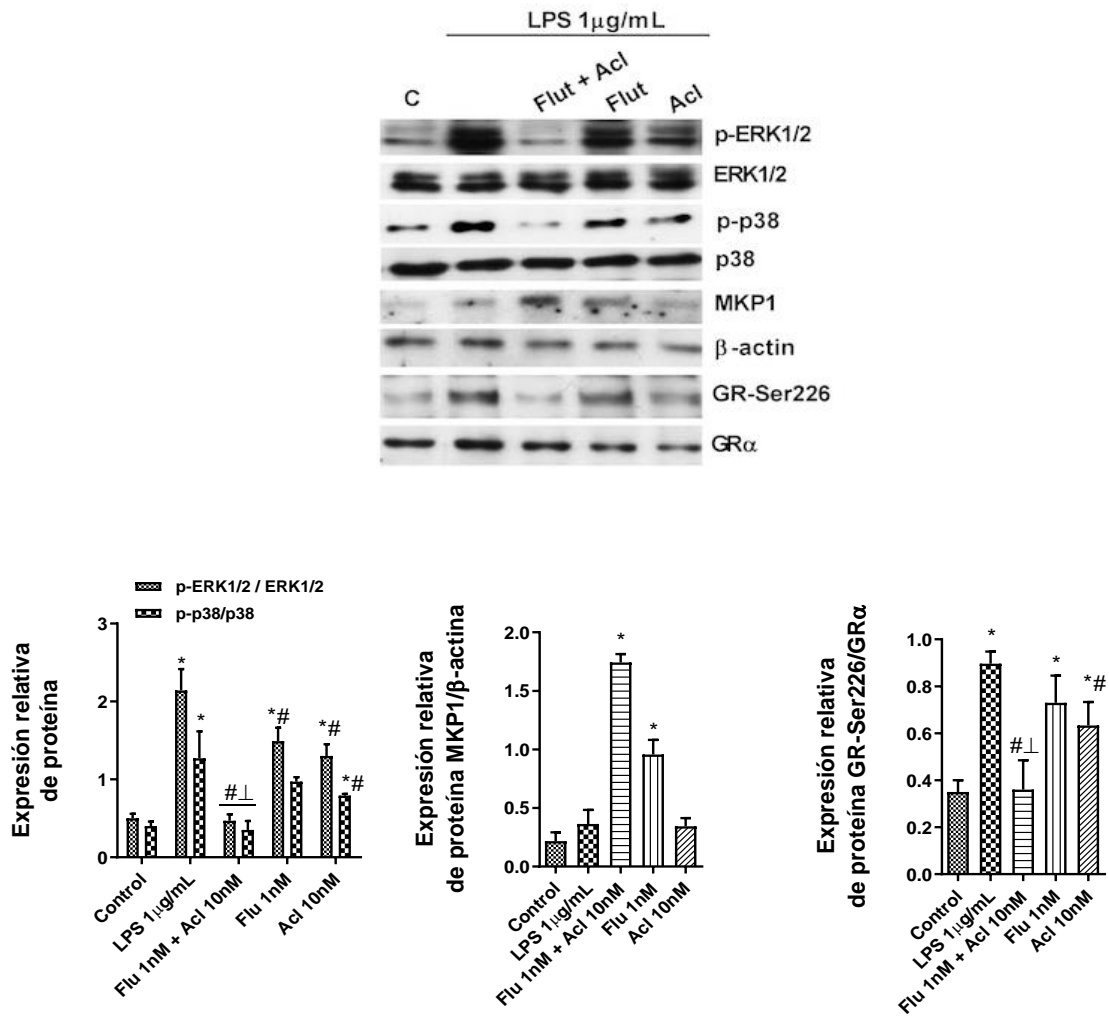 LPS 1µg/mL
C Flut + Acl Flut Acl
p-ERK1/2
ERK1/2
p-p38
p38
MKP1
β-actin
GR-Ser226
GRα
p-ERK1/2 / ERK1/2
p-p38/p38
Expresión relativa
de proteína
3
2
1
0
* * #⊥ *# *# *#
Control
LPS 1µg/mL
Flu 1nM + Acl 10nM
Flu 1nM
Acl 10nM
Expresión relativa
de proteína MKP1/β-actina
2.0
1.5
1.0
0.5
0.0
* *
Control
LPS 1µg/mL
Flu 1nM + Acl 10nM
Flu 1nM
Acl 10nM
Expresión relativa
de proteína GR-Ser226/GRα
1.0
0.8
0.6
0.4
0.2
0.0
* #⊥ * *#
Control
LPS 1µg/mL
Flu 1nM + Acl 10nM
Flu 1nM
Acl 10nM